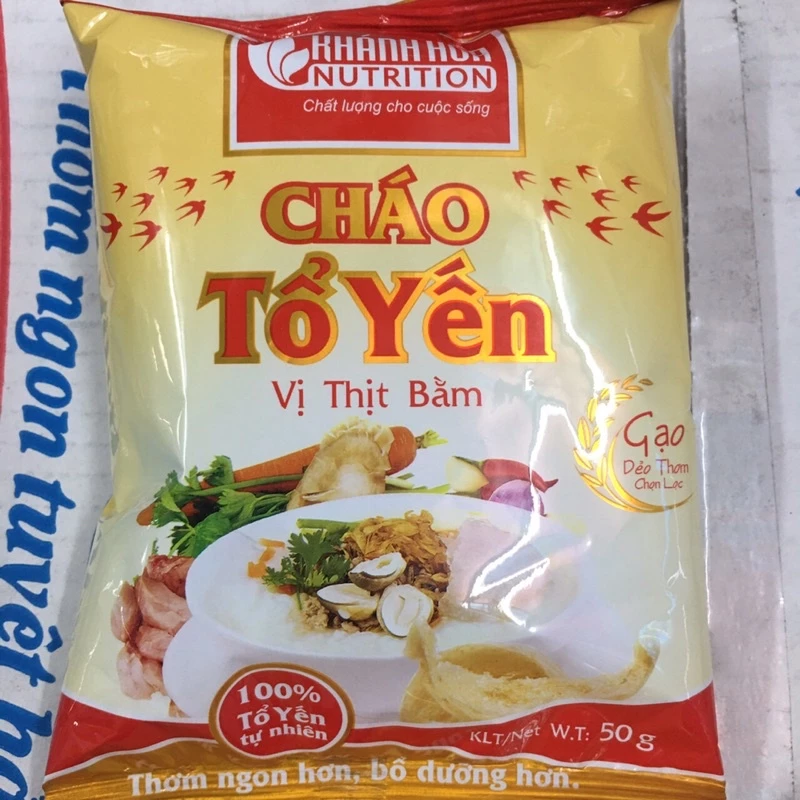 KHÁNH HÒA
NUTRITION
Chất lượng cho cuộc sống
CHÁO
TỔ YẾN
Vị Thịt Bằm
Gạo
Dẻo Thơm
Chọn Lọc
100%
TỔ YẾN
tự nhiên
KLT/Net W.T: 50 g
Thơm ngon hơn, bổ dưỡng hơn.
Thơm ngon tuyệt hảo